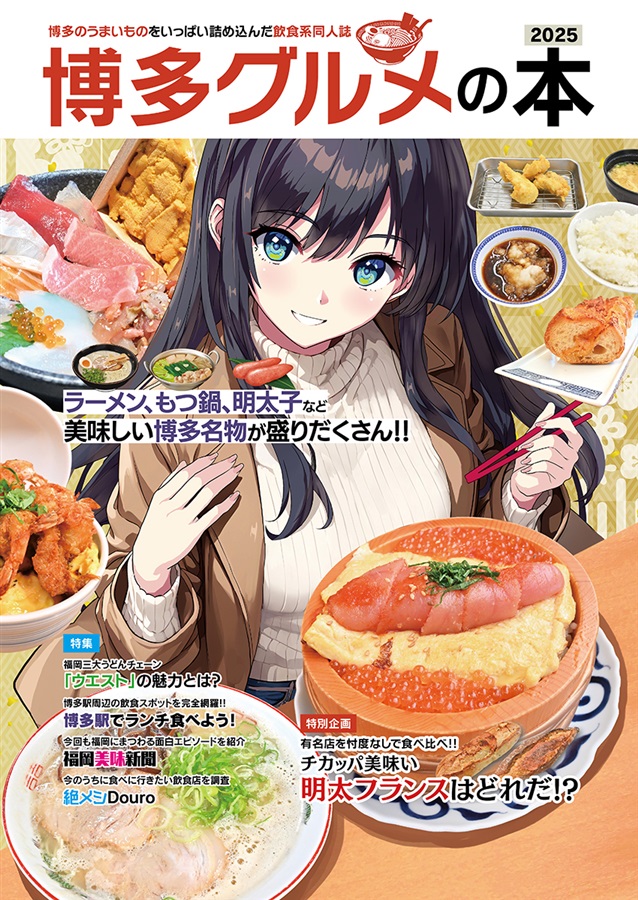 博多のうまいものをいっぱい詰め込んだ飲食系同人誌
2025
博多グルメの本
ラーメン、もつ鍋、明太子など
美味しい博多名物が盛りだくさん!!
特集
福岡三大うどんチェーン
「ウエスト」の魅力とは?
博多駅周辺の飲食スポットを完全網羅!!
博多駅でランチ食べよう!
今回も福岡にまつわる面白エピソードを紹介
福岡美味新聞
今のうちに食べに行きたい飲食店を調査
絶メシDouro
特別企画
有名店を忖度なしで食べ比べ!!
チカッパ美味い
明太フランスはどれだ!?